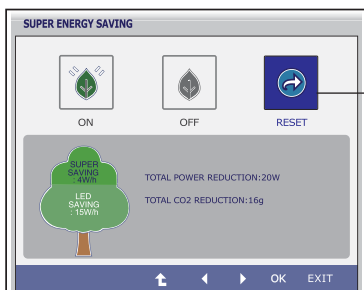 SUPER ENERGY SAVING
ON OFF RESET
SUPER
SAVING
: 4W/h
LED
SAVING
: 15W/h
TOTAL POWER REDUCTION:20W
TOTAL CO2 REDUCTION:16g
OK EXIT